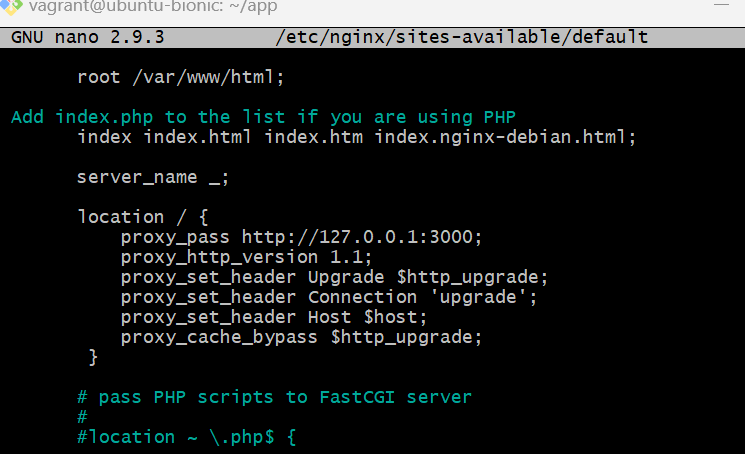 vagrant@ubuntu-bionic: ~/app
GNU nano 2.9.3 /etc/nginx/sites-available/default
root /var/www/html;
Add index.php to the list if you are using PHP
index index.html index.htm index.nginx-debian.html;
server_name _;
location / {
proxy_pass http://127.0.0.1:3000;
proxy_http_version 1.1;
proxy_set_header Upgrade $http_upgrade;
proxy_set_header Connection 'upgrade';
proxy_set_header Host $host;
proxy_cache_bypass $http_upgrade;
}
# pass PHP scripts to FastCGI server
#
#location ~ \.php$ {